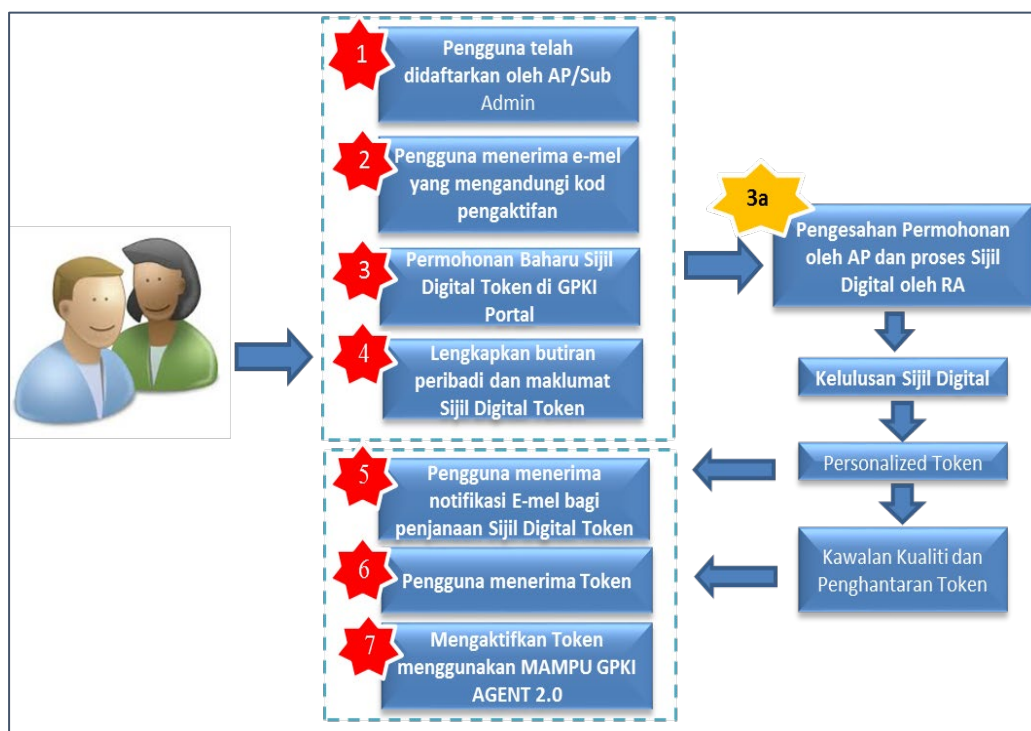 1
Pengguna telah
didaftarkan oleh AP/Sub
Admin
2
Pengguna menerima e-mel
yang mengandungi kod
pengaktifan
3
Permohonan Baharu Sijil
Digital Token di GPKI
Portal
4
Lengkapkan butiran
peribadi dan maklumat
Sijil Digital Token
3a
Pengesahan Permohonan
oleh AP dan proses Sijil
Digital oleh RA
Kelulusan Sijil Digital
Personalized Token
Kawalan Kualiti dan
Penghantaran Token
5
Pengguna menerima
notifikasi E-mel bagi
penjanaan Sijil Digital Token
6
Pengguna menerima Token
7
Mengaktifkan Token
menggunakan MAMPU GPKI
AGENT 2.0